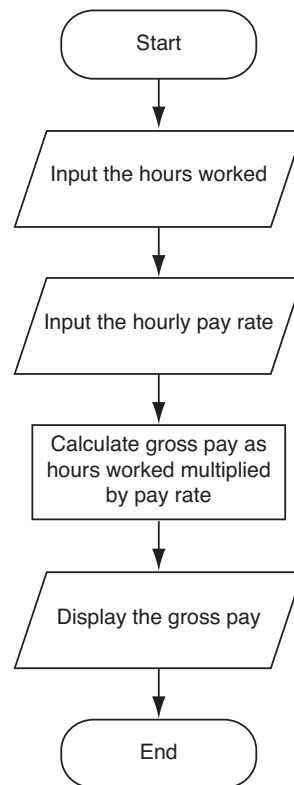 Start
Input the hours worked
Input the hourly pay rate
Calculate gross pay as
hours worked multiplied
by pay rate
Display the gross pay
End